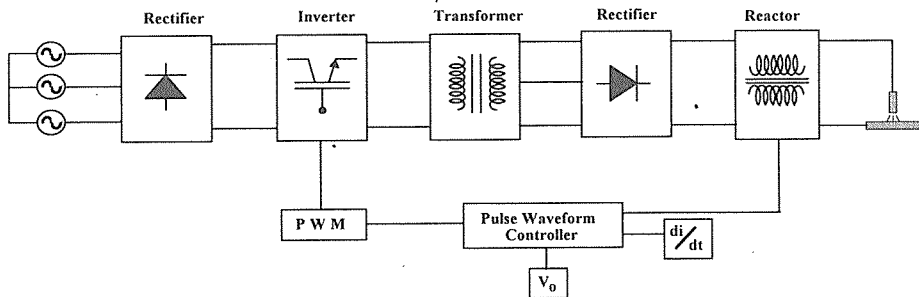 Rectifier
Inverter
Transformer
Rectifier
Reactor
P W M
Pulse Waveform
Controller
di/dt
V₀